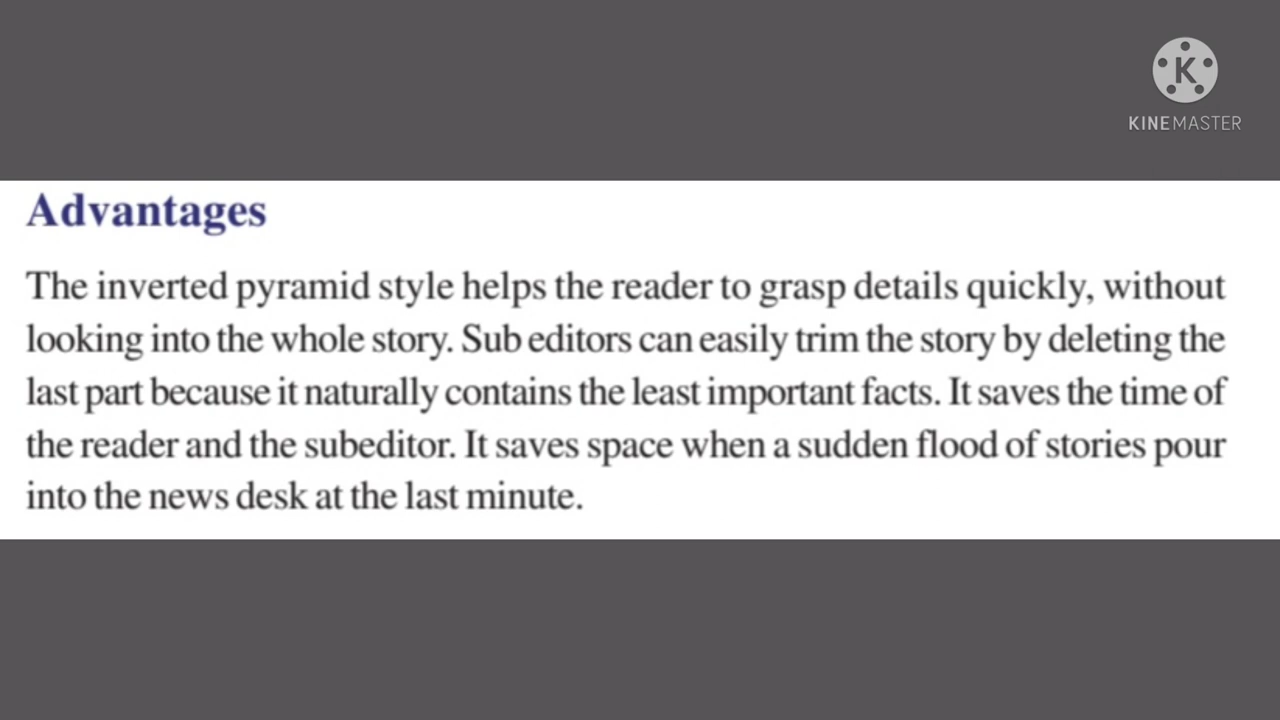 K
KINEMASTER
Advantages
The inverted pyramid style helps the reader to grasp details quickly, without
looking into the whole story. Sub editors can easily trim the story by deleting the
last part because it naturally contains the least important facts. It saves the time of
the reader and the subeditor. It saves space when a sudden flood of stories pour
into the news desk at the last minute.